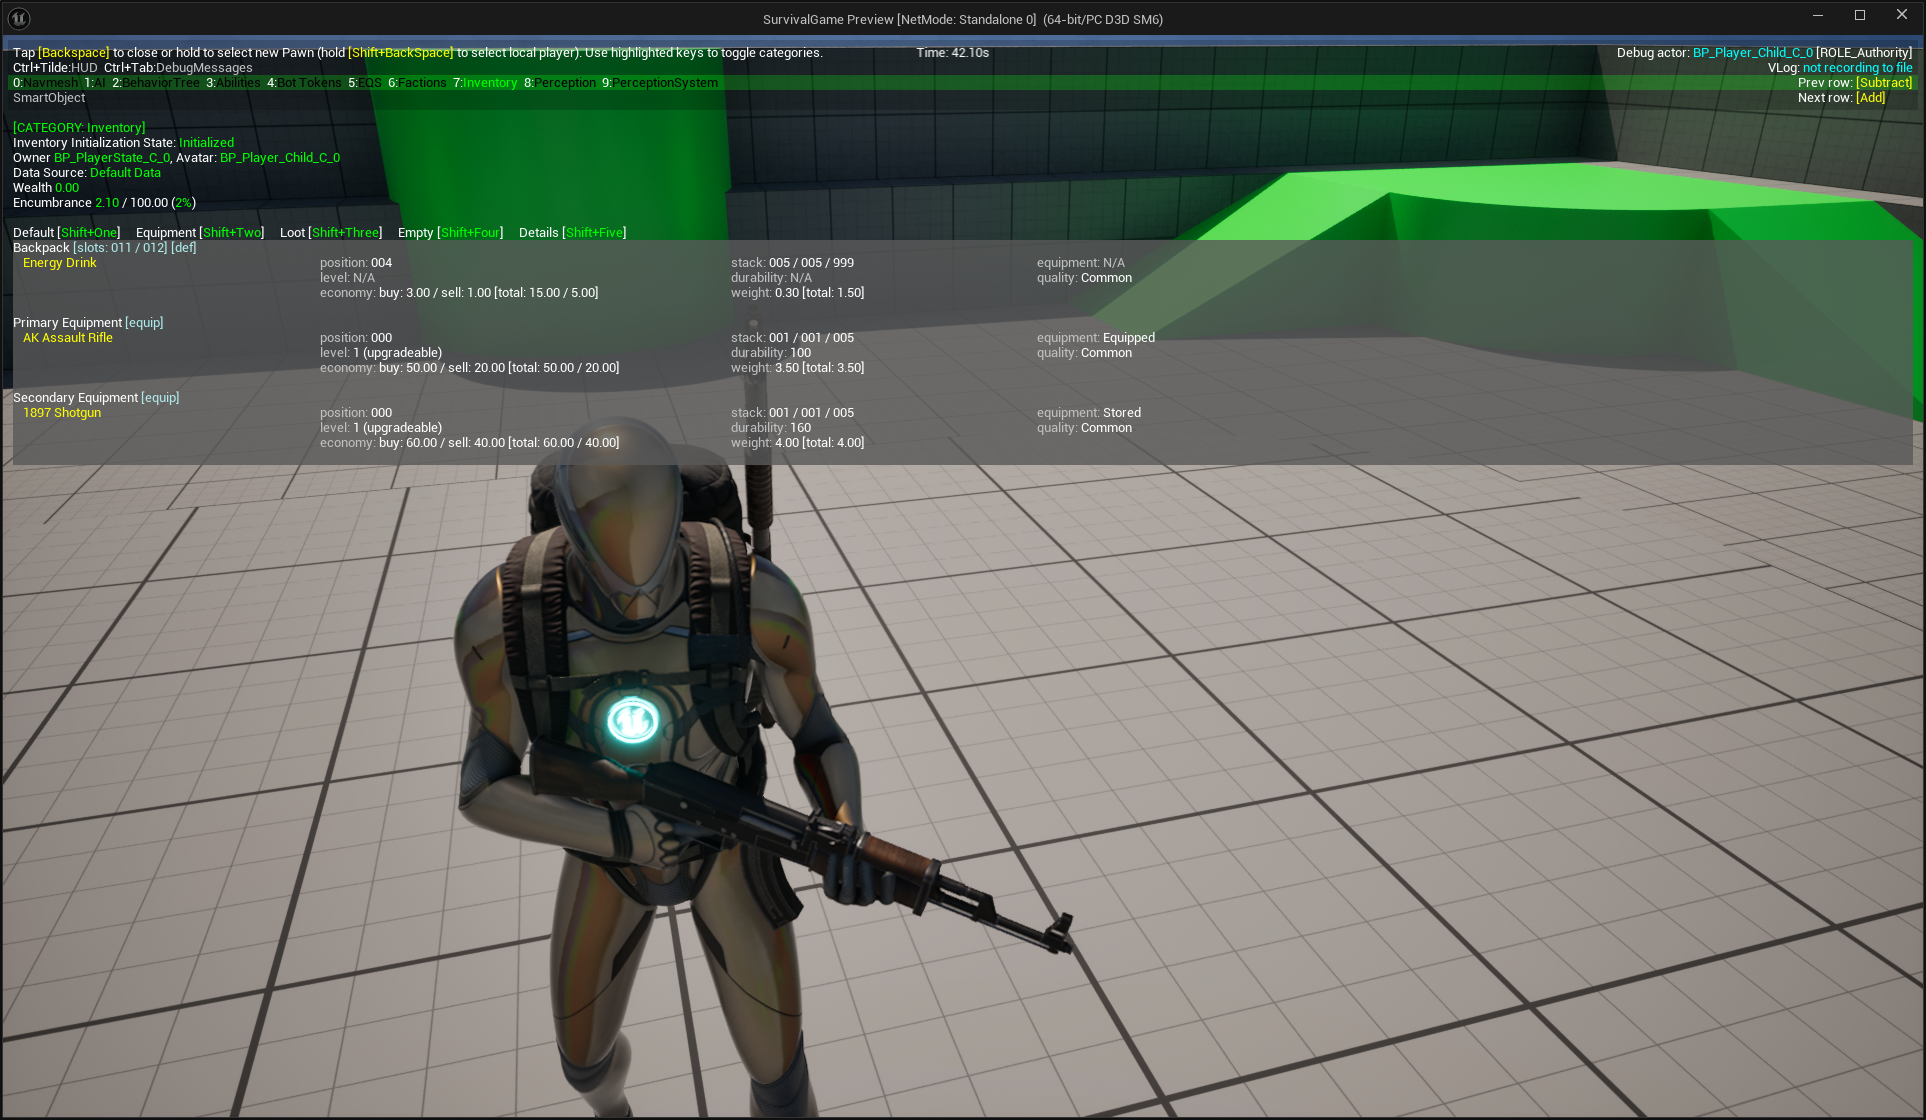 SurvivalGame Preview [NetMode: Standalone 0]  (64-bit/PC D3D SM6)
Tap [Backspace] to close or hold to select new Pawn (hold [Shift+BackSpace] to select local player). Use highlighted keys to toggle categories. Time: 42.10s Debug actor: BP_Player_Child_C_0 [ROLE_Authority]
Ctrl+Tilde:HUD  Ctrl+Tab:DebugMessages VLog: not recording to file
0:Navmesh  1:AI  2:BehaviorTree  3:Abilities  4:Bot Tokens  5:EQS  6:Factions  7:Inventory  8:Perception  9:PerceptionSystem Prev row: [Subtract]
SmartObject Next row: [Add]
[CATEGORY: Inventory]
Inventory Initialization State: Initialized
Owner BP_PlayerState_C_0, Avatar: BP_Player_Child_C_0
Data Source: Default Data
Wealth 0.00
Encumbrance 2.10 / 100.00 (2%)
Default [Shift+One]  Equipment [Shift+Two]  Loot [Shift+Three]  Empty [Shift+Four]  Details [Shift+Five]
Backpack [slots: 011 / 012] [def]
Energy Drink position: 004 stack: 005 / 005 / 999 equipment: N/A
level: N/A durability: N/A quality: Common
economy: buy: 3.00 / sell: 1.00 [total: 15.00 / 5.00] weight: 0.30 [total: 1.50]
Primary Equipment [equip]
AK Assault Rifle position: 000 stack: 001 / 001 / 005 equipment: Equipped
level: 1 (upgradeable) durability: 100 quality: Common
economy: buy: 50.00 / sell: 20.00 [total: 50.00 / 20.00] weight: 3.50 [total: 3.50]
Secondary Equipment [equip]
1897 Shotgun position: 000 stack: 001 / 001 / 005 equipment: Stored
level: 1 (upgradeable) durability: 160 quality: Common
economy: buy: 60.00 / sell: 40.00 [total: 60.00 / 40.00] weight: 4.00 [total: 4.00]